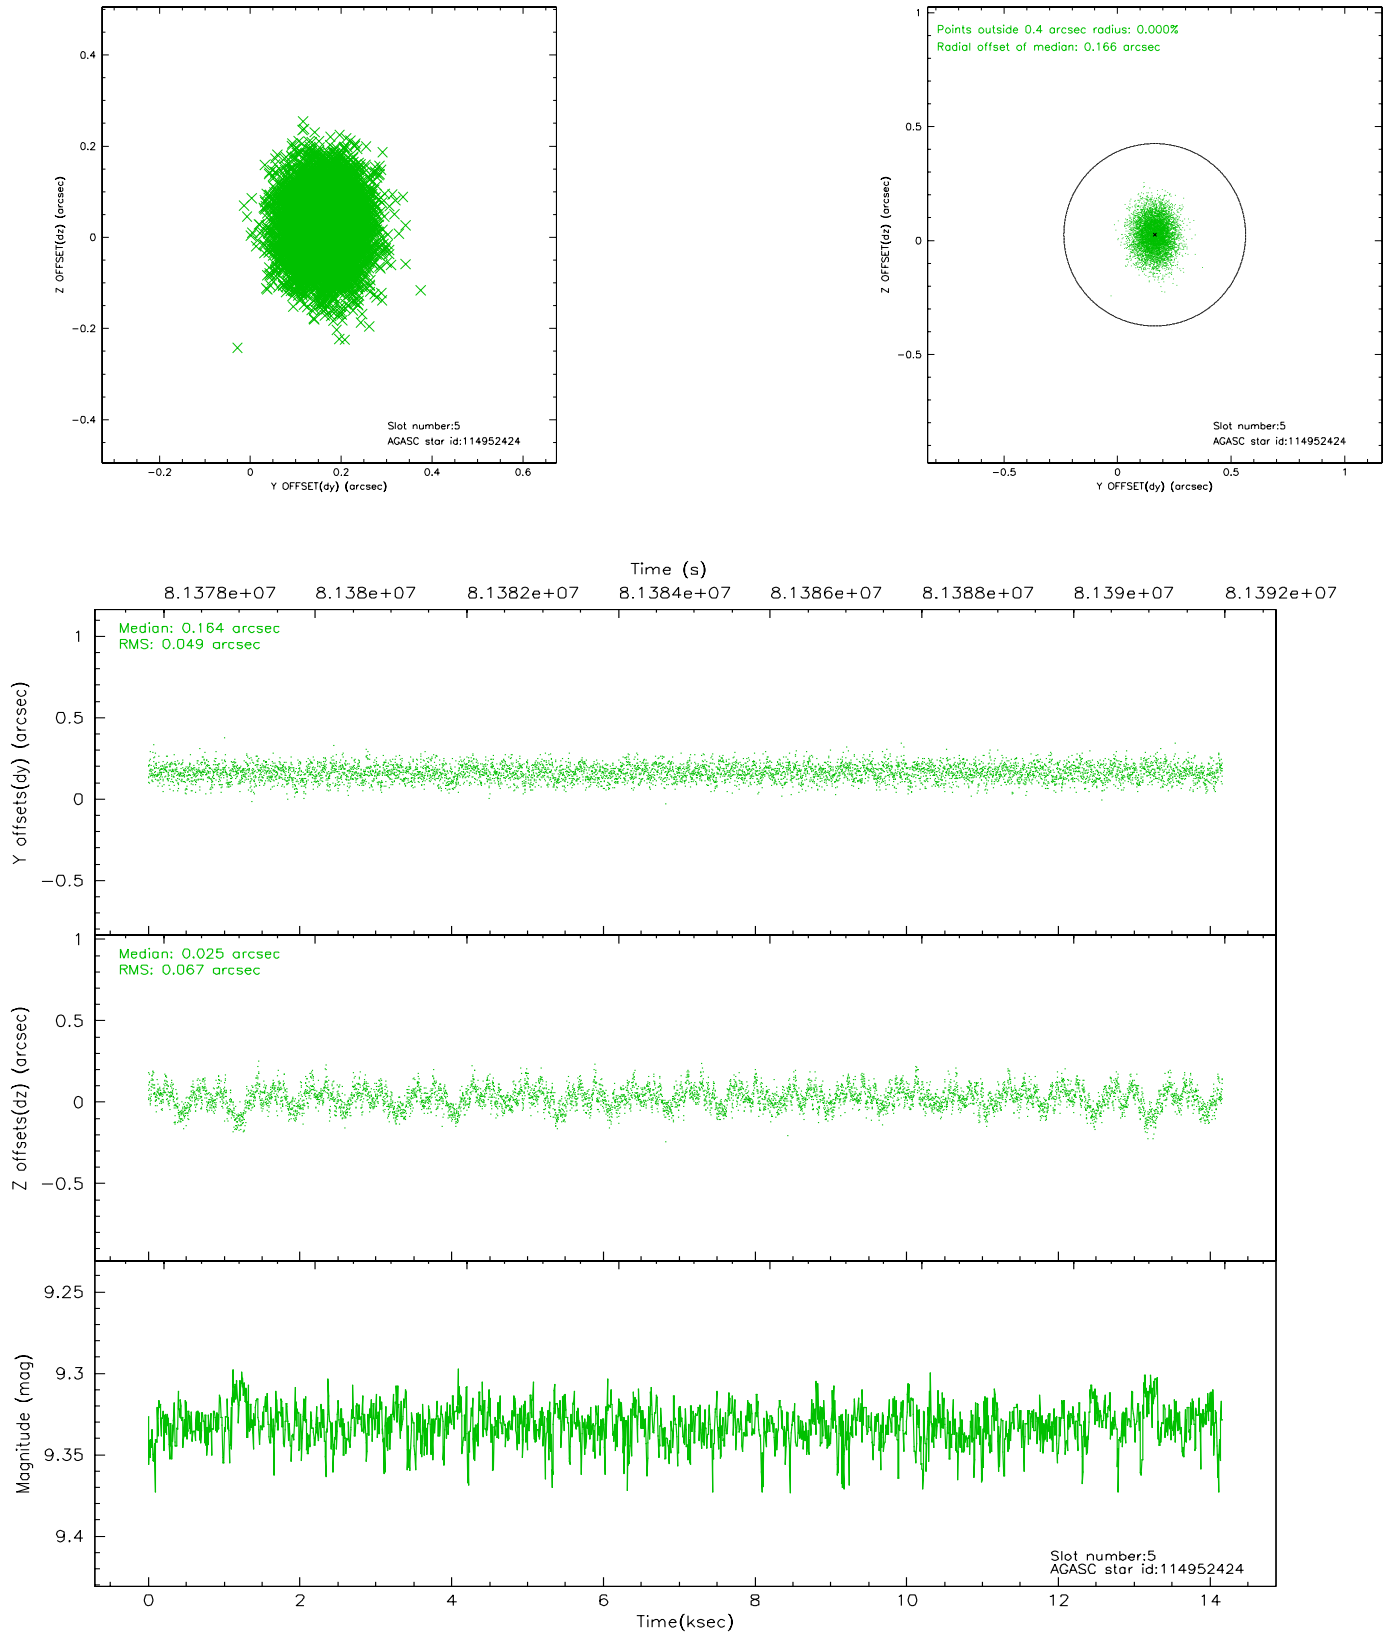 0.4
0.2
0
-0.2
-0.4
Z OFFSET(dz) (arcsec)
Slot number:5
AGASC star id:114952424
-0.2 0 0.2 0.4 0.6
Y OFFSET(dy) (arcsec)
Points outside 0.4 arcsec radius: 0.000%
Radial offset of median: 0.166 arcsec
1
0.5
0
-0.5
Z OFFSET(dz) (arcsec)
Slot number:5
AGASC star id:114952424
-0.5 0 0.5 1
Y OFFSET(dy) (arcsec)
Time (s)
8.1378e+07 8.138e+07 8.1382e+07 8.1384e+07 8.1386e+07 8.1388e+07 8.139e+07 8.1392e+07
Median: 0.164 arcsec
RMS: 0.049 arcsec
1
0.5
0
-0.5
Y offsets(dy) (arcsec)
Median: 0.025 arcsec
RMS: 0.067 arcsec
1
0.5
0
-0.5
Z offsets(dz) (arcsec)
9.25
9.3
9.35
9.4
Magnitude (mag)
Slot number:5
AGASC star id:114952424
0 2 4 6 8 10 12 14
Time(ksec)